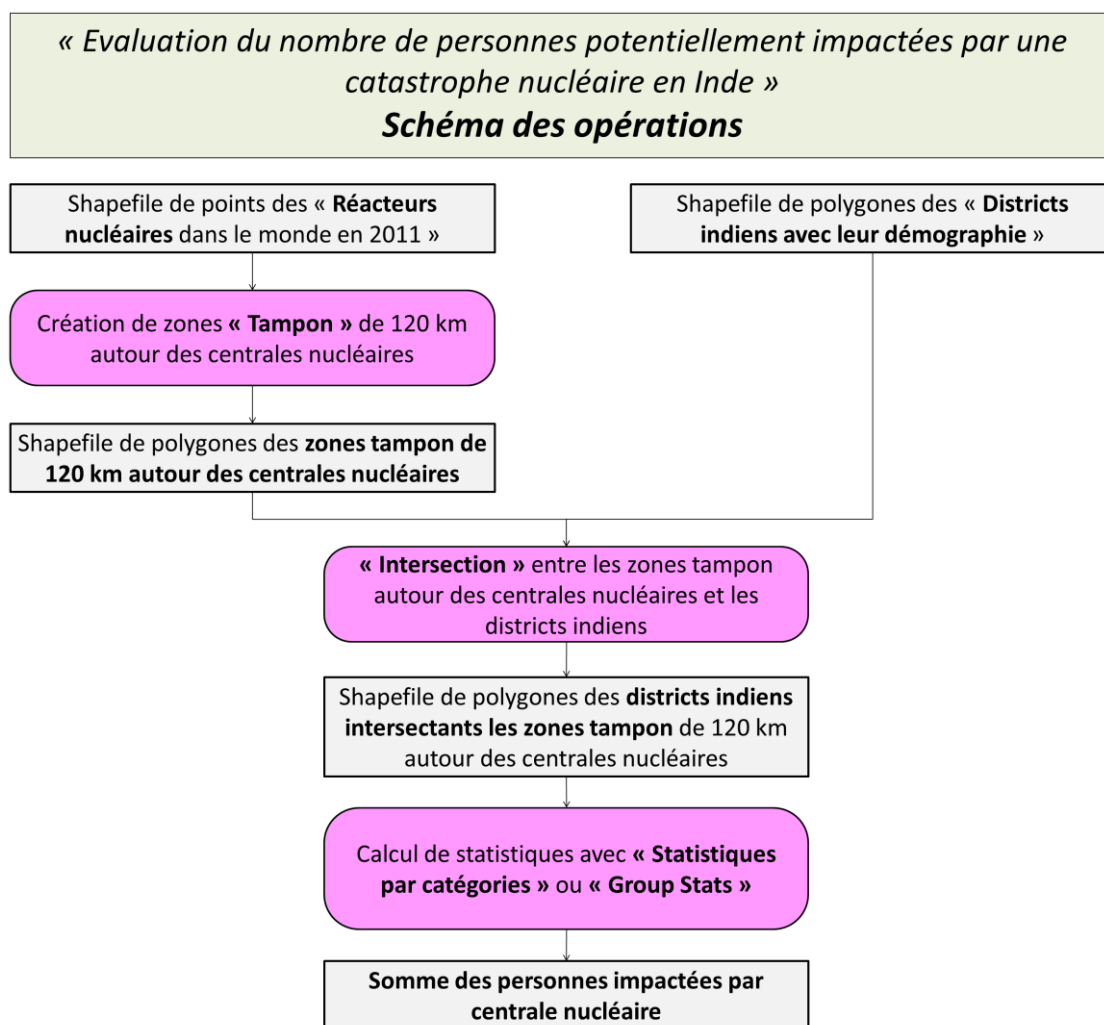 « Evaluation du nombre de personnes potentiellement impactées par une
catastrophe nucléaire en Inde »
Schéma des opérations
Shapefile de points des « Réacteurs
nucléaires dans le monde en 2011 »
Shapefile de polygones des « Districts
indiens avec leur démographie »
Création de zones « Tampon » de 120 km
autour des centrales nucléaires
Shapefile de polygones des zones tampon de
120 km autour des centrales nucléaires
« Intersection » entre les zones tampon
autour des centrales nucléaires et les
districts indiens
Shapefile de polygones des districts indiens
intersectants les zones tampon de 120 km
autour des centrales nucléaires
Calcul de statistiques avec « Statistiques
par catégories » ou « Group Stats »
Somme des personnes impactées par
centrale nucléaire